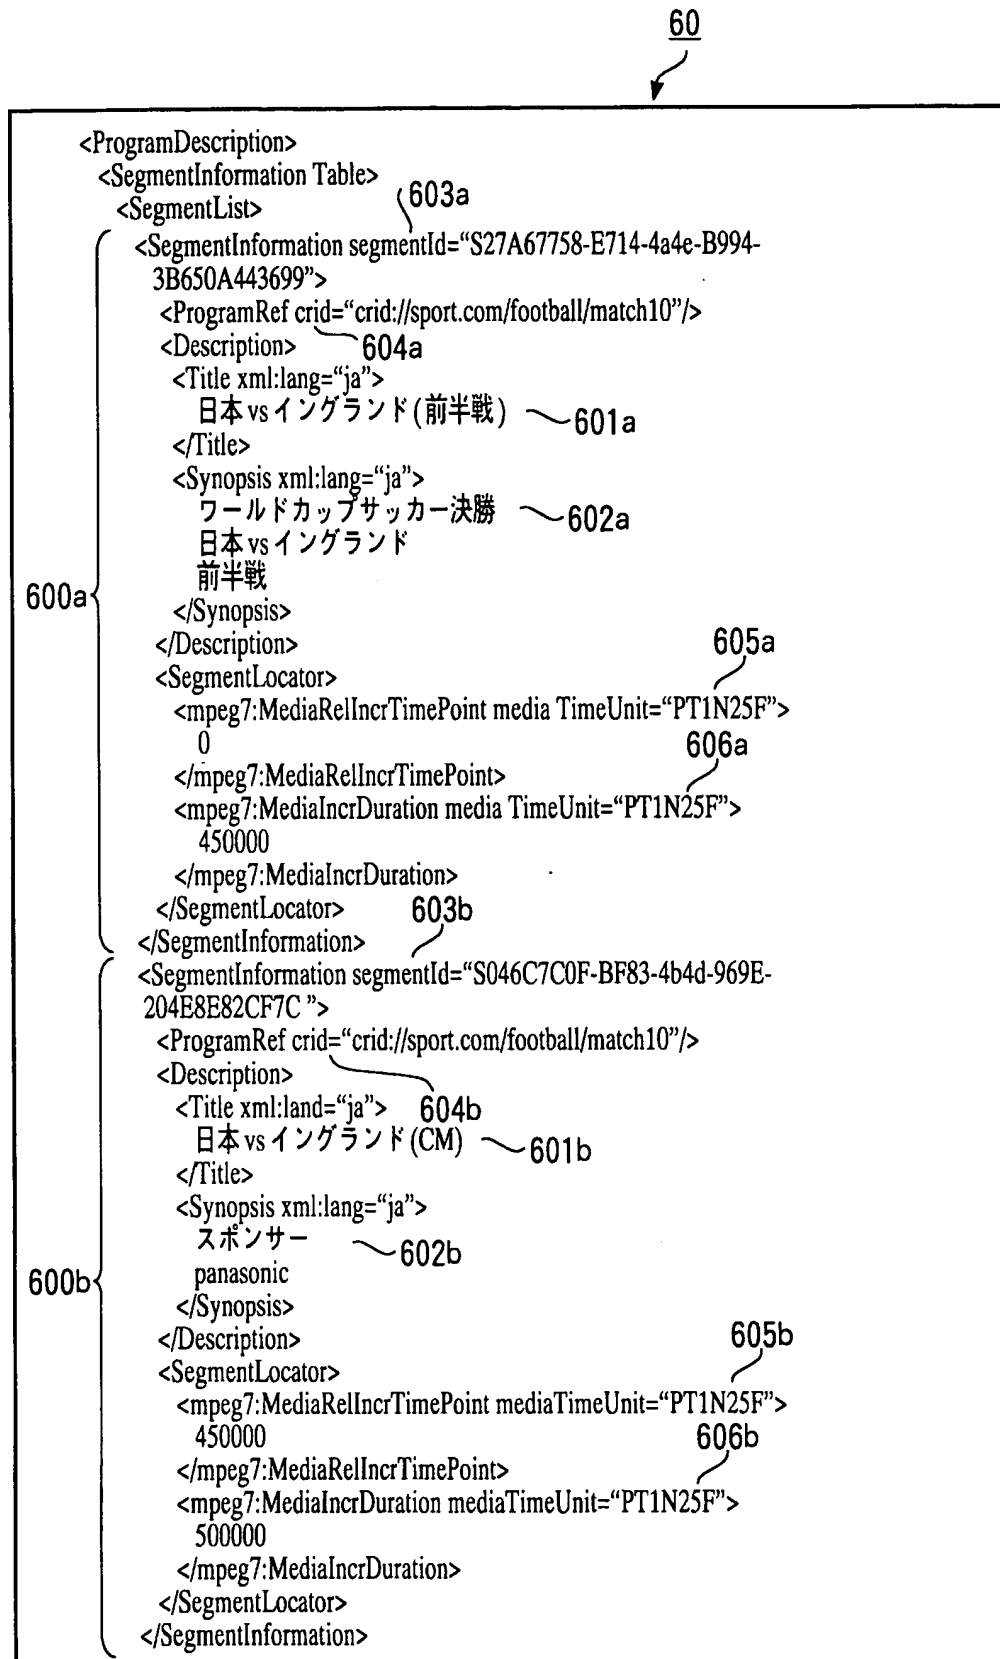 60
<ProgramDescription>
<SegmentInformation Table>
<SegmentList>
603a
<SegmentInformation segmentId=“S27A67758-E714-4a4e-B994-
3B650A443699”>
<ProgramRef crid=“crid://sport.com/football/match10”/>
<Description>
604a
<Title xml:lang=“ja”>
日本 vs イングランド(前半戦)
601a
</Title>
<Synopsis xml:lang=“ja”>
ワールドカップサッカー決勝
602a
日本 vs イングランド
前半戦
600a
</Synopsis>
</Description>
605a
<SegmentLocator>
<mpeg7:MediaRelIncrTimePoint media TimeUnit=“PT1N25F”>
0
606a
</mpeg7:MediaRelIncrTimePoint>
<mpeg7:MediaIncrDuration media TimeUnit=“PT1N25F”>
450000
</mpeg7:MediaIncrDuration>
</SegmentLocator>
603b
</SegmentInformation>
<SegmentInformation segmentId=“S046C7C0F-BF83-4b4d-969E-
204E8E82CF7C ”>
<ProgramRef crid=“crid://sport.com/football/match10”/>
<Description>
<Title xml:land=“ja”>
604b
日本 vs イングランド(CM)
601b
</Title>
<Synopsis xml:lang=“ja”>
スポンサー
602b
panasonic
600b
</Synopsis>
</Description>
605b
<SegmentLocator>
<mpeg7:MediaRelIncrTimePoint mediaTimeUnit=“PT1N25F”>
450000
606b
</mpeg7:MediaRelIncrTimePoint>
<mpeg7:MediaIncrDuration mediaTimeUnit=“PT1N25F”>
500000
</mpeg7:MediaIncrDuration>
</SegmentLocator>
</SegmentInformation>